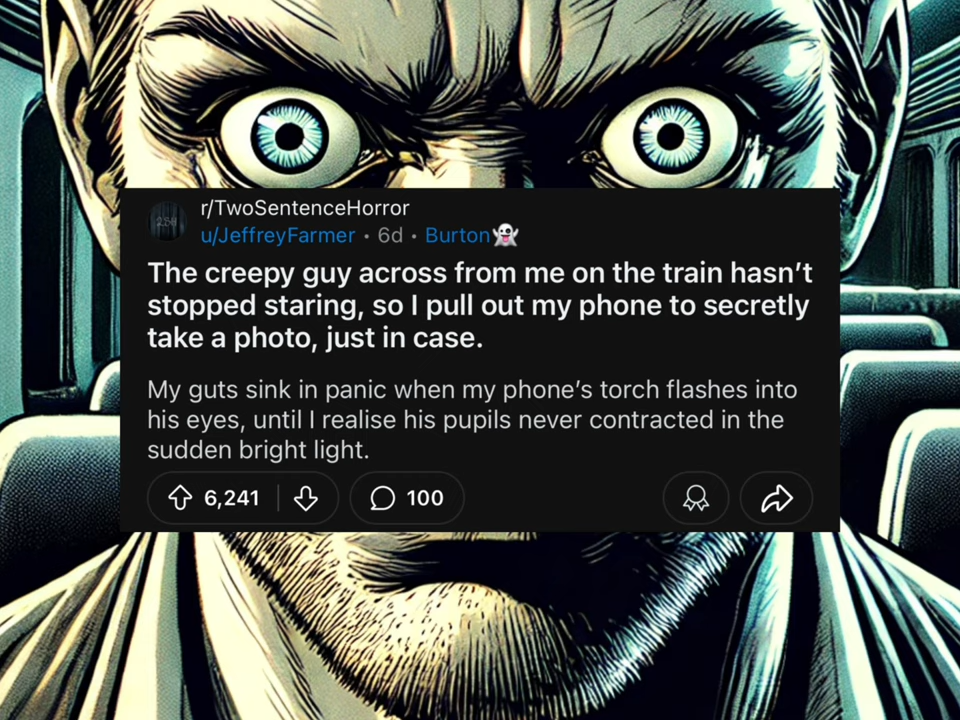 r/TwoSentenceHorror
u/JeffreyFarmer • 6d • Burton👻
The creepy guy across from me on the train hasn’t
stopped staring, so I pull out my phone to secretly
take a photo, just in case.
My guts sink in panic when my phone’s torch flashes into
his eyes, until I realise his pupils never contracted in the
sudden bright light.
6,241 100